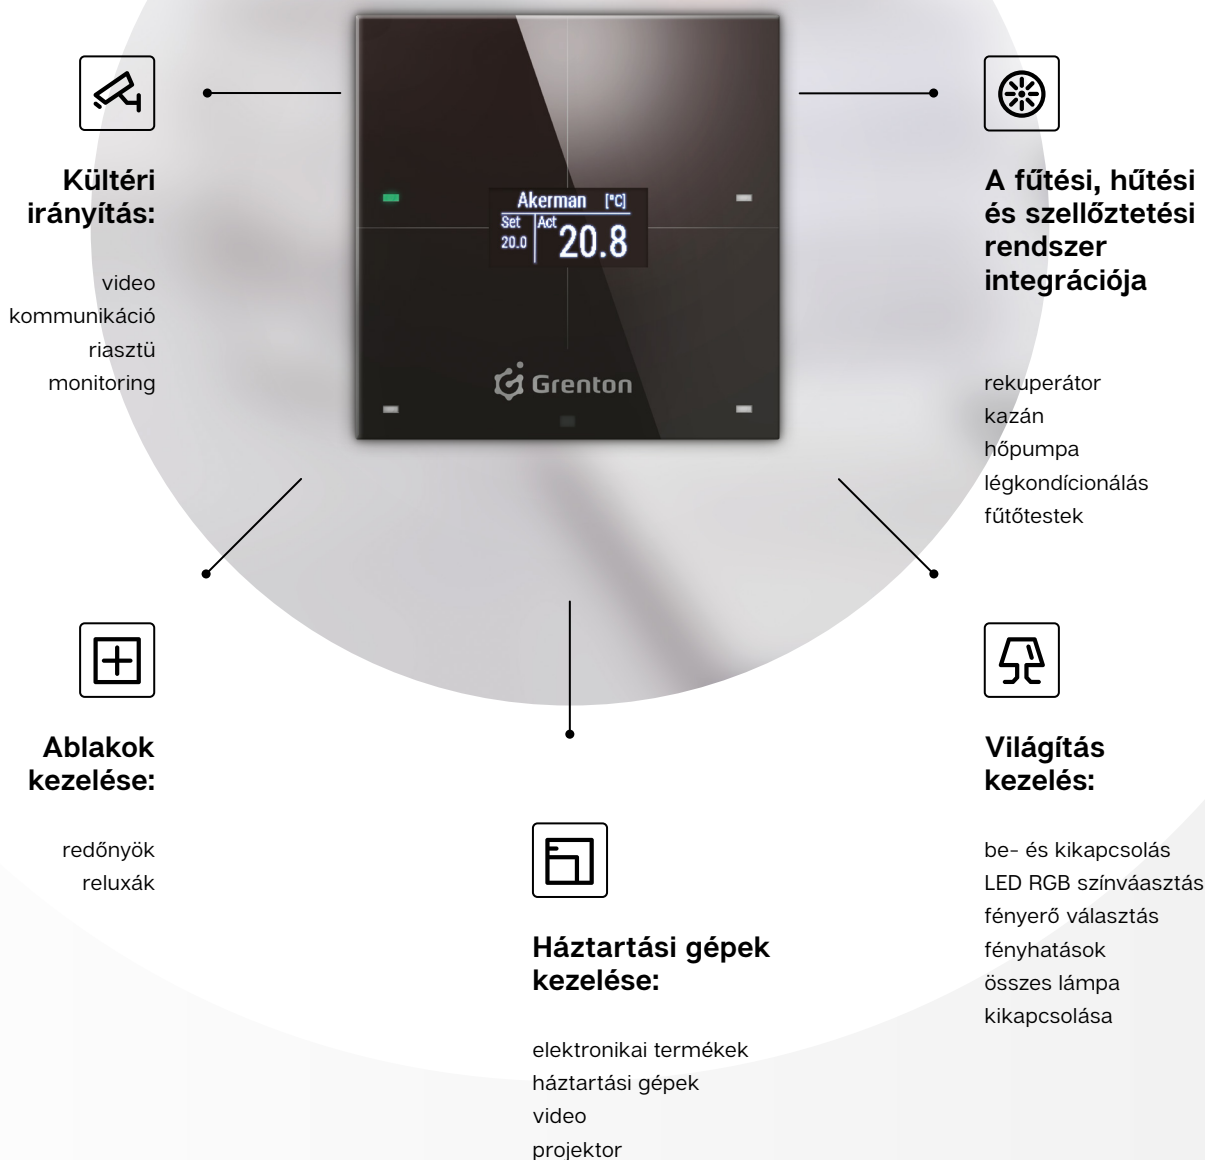 Akerman [°C]
Set
20.0
Act
20.8
Grenton
Kültéri
irányítás:
video
kommunikáció
riasztü
monitoring
A fűtési, hűtési
és szellőztetési
rendszer
integrációja
rekuperátor
kazán
hőpumpa
légkondícionálás
fűtőtestek
Ablakok
kezelése:
redőnyök
reluxák
Háztartási gépek
kezelése:
elektronikai termékek
háztartási gépek
video
projektor
Világítás
kezelés:
be- és kikapcsolás
LED RGB színváasztás
fényerő választás
fényhatások
összes lámpa
kikapcsolása